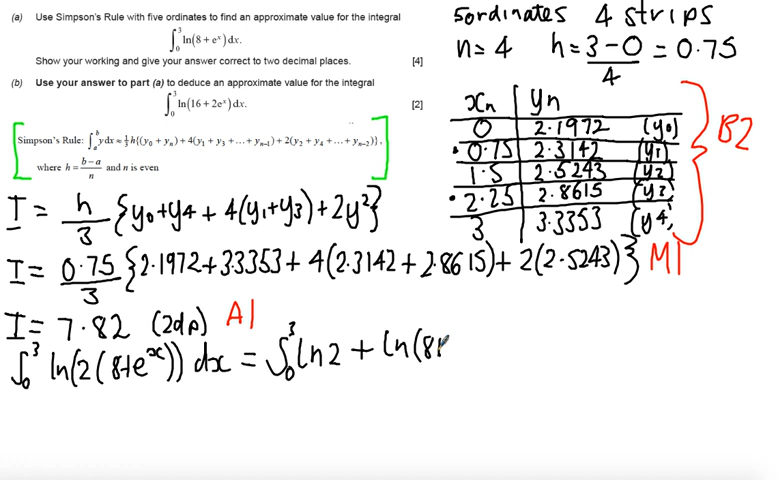 (a) Use Simpson's Rule with five ordinates to find an approximate value for the integral
∫₀³ ln(8 + eˣ) dx.
Show your working and give your answer correct to two decimal places. [4]
(b) Use your answer to part (a) to deduce an approximate value for the integral
∫₀³ ln(16 + 2eˣ) dx. [2]
Simpson's Rule: ∫ₐᵇ y dx ≈ ⅓h{(y₀ + yₙ) + 4(y₁ + y₃ + … + yₙ₋₁) + 2(y₂ + y₄ + … + yₙ₋₂)},
where h = (b − a)/n and n is even
5ordinates 4 strips
n = 4 h = (3 − 0)/4 = 0.75
xn yn
0 2.1972 (y0)
0.75 2.3142 (y1)
1.5 2.5243 (y2)
2.25 2.8615 (y3)
3 3.3353 (y4)
B2
I = h/3 {y0 + y4 + 4(y1 + y3) + 2y²}
I = 0.75/3 {2.1972 + 3.3353 + 4(2.3142 + 2.8615) + 2(2.5243)} M1
I = 7.82 (2dp) A1
∫₀³ ln(2(8+eˣ)) dx = ∫₀³ ln2 + ln(8